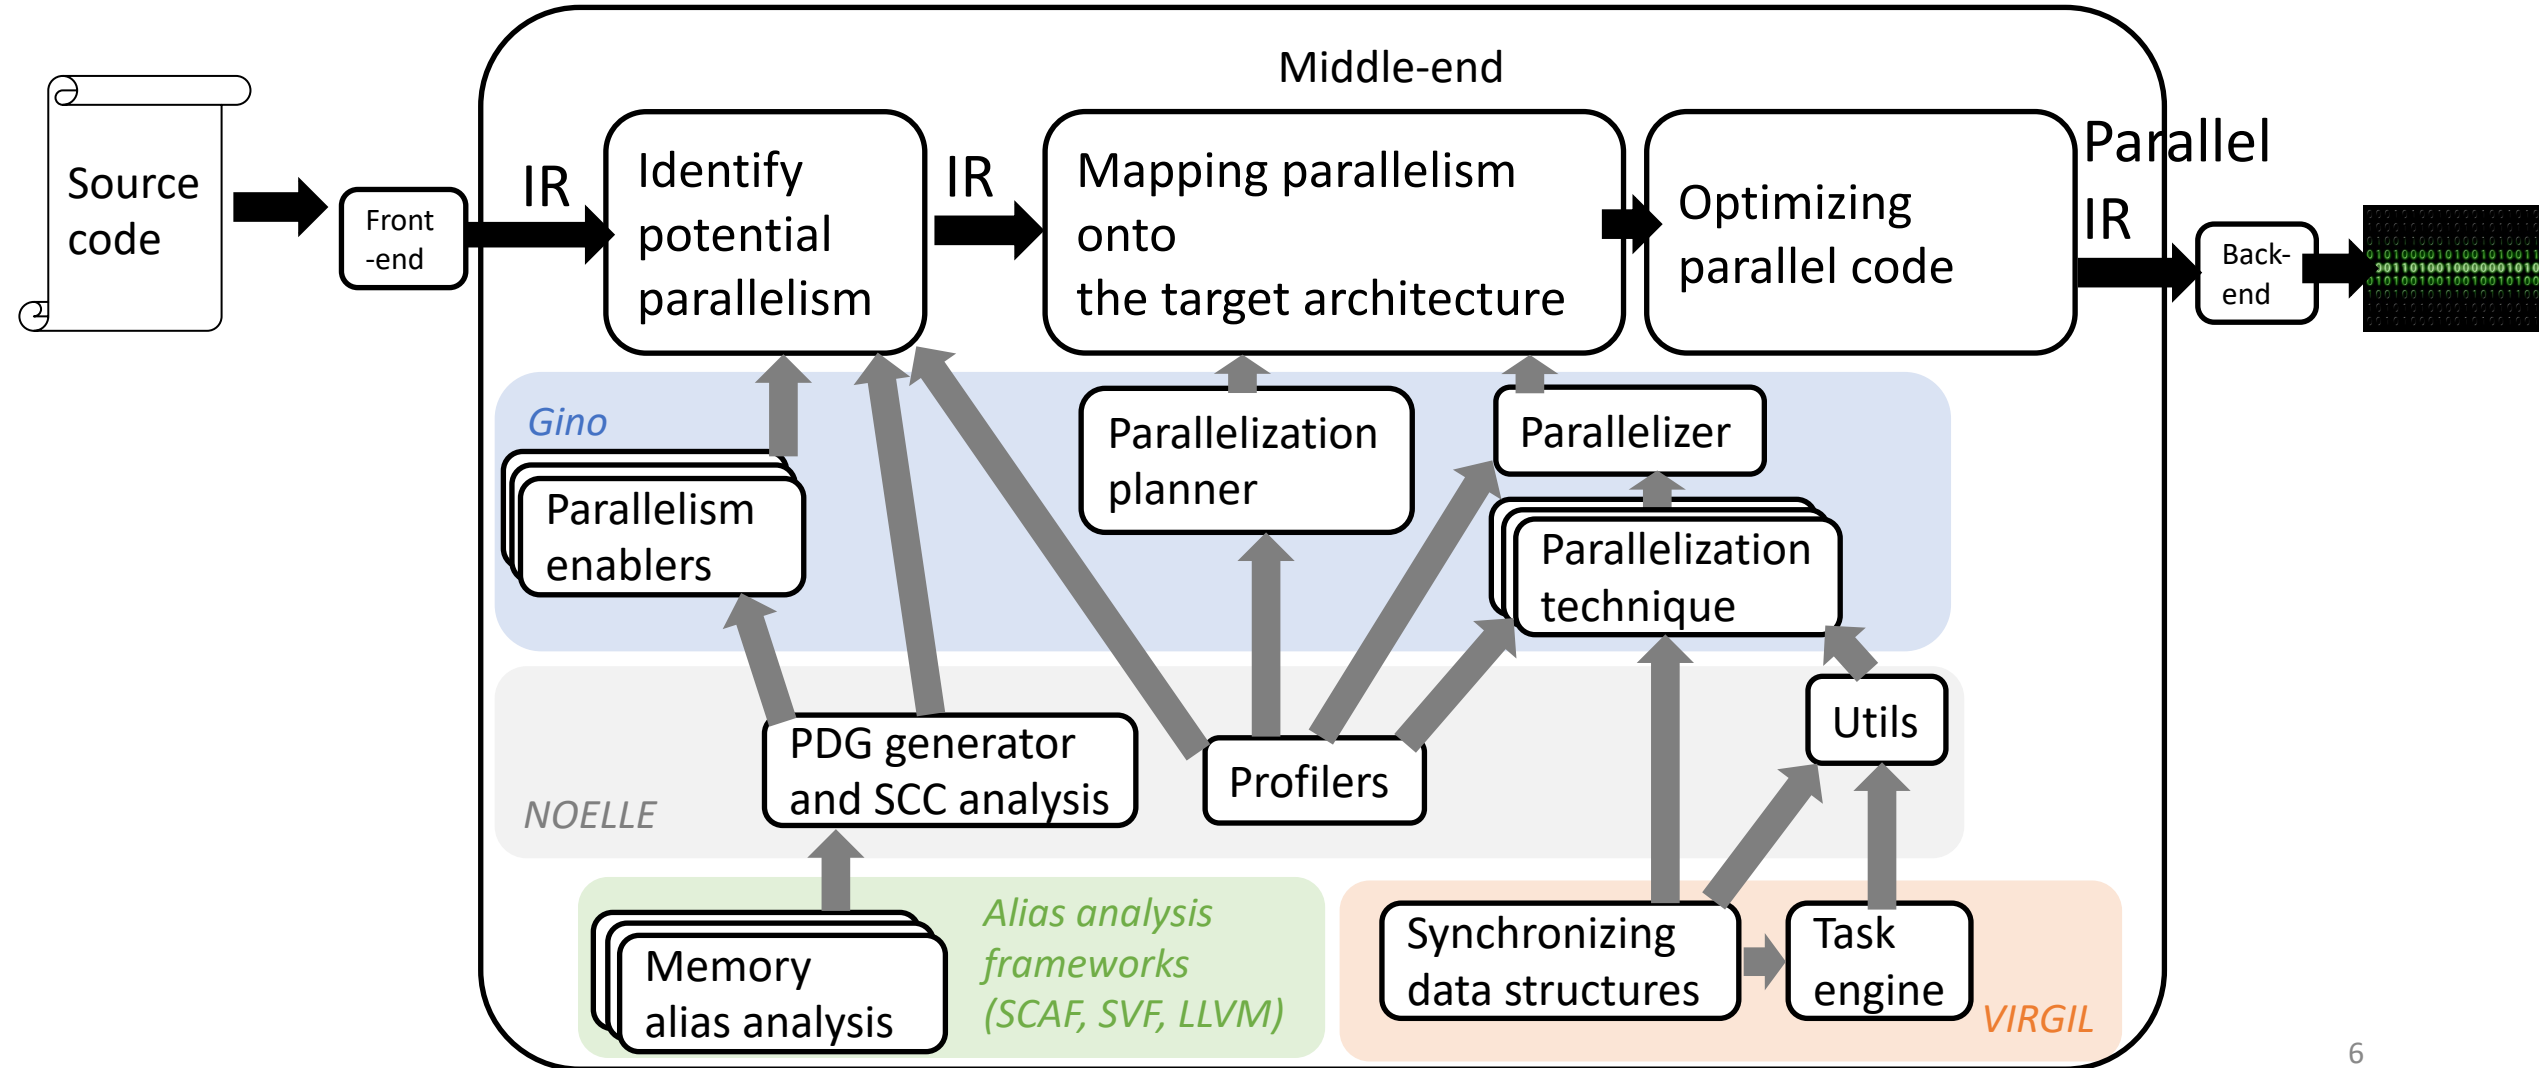 Middle-end
Source
code
Front
-end
IR
Identify
potential
parallelism
IR
Mapping parallelism
onto
the target architecture
Optimizing
parallel code
Parallel
IR
Back-
end
Gino
Parallelism
enablers
Parallelization
planner
Parallelizer
Parallelization
technique
NOELLE
PDG generator
and SCC analysis
Profilers
Utils
Memory
alias analysis
Alias analysis
frameworks
(SCAF, SVF, LLVM)
Synchronizing
data structures
Task
engine
VIRGIL
6